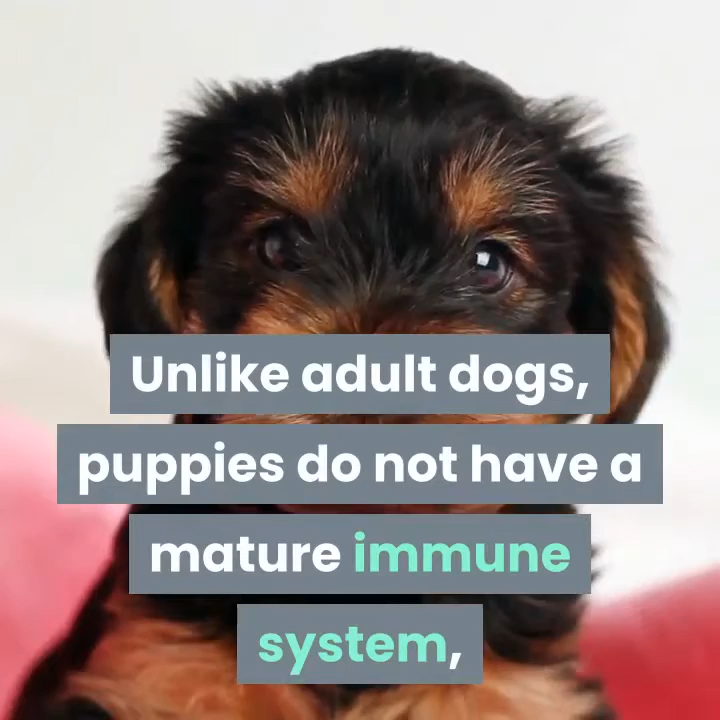 Unlike adult dogs,
puppies do not have a
mature immune
system,